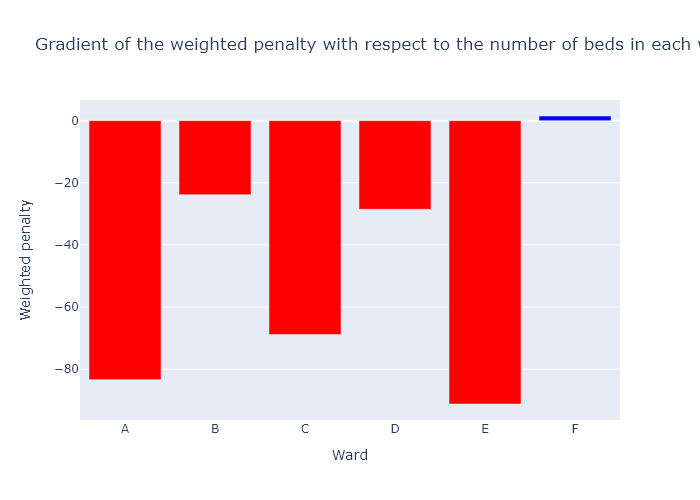 Gradient of the weighted penalty with respect to the number of beds in each
0
−20
−40
−60
−80
Weighted penalty
A B C D E F
Ward